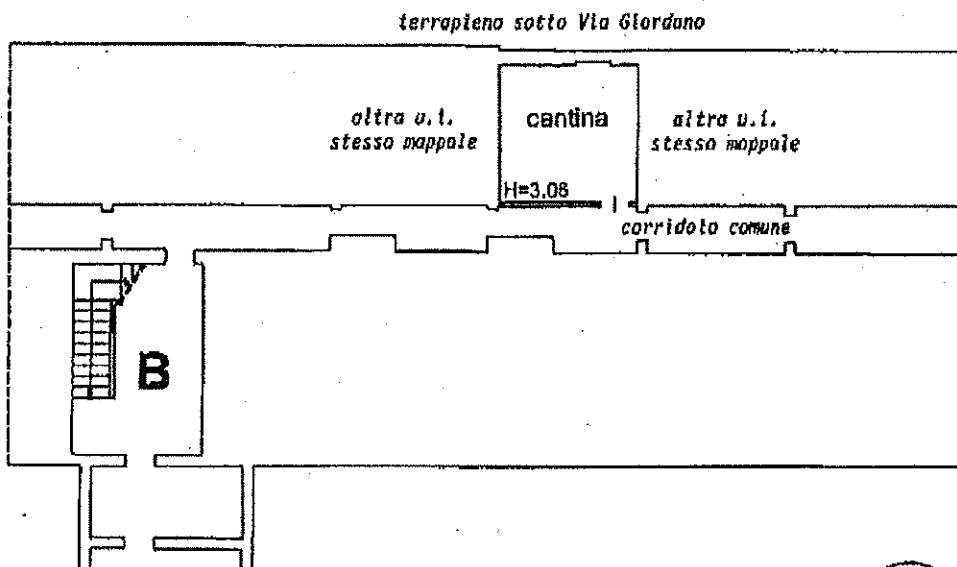 terrapieno sotto Via Giordano
altra u.i.
stesso mappale
cantina
altra u.i.
stesso mappale
H=3.08
corridoio comune
B